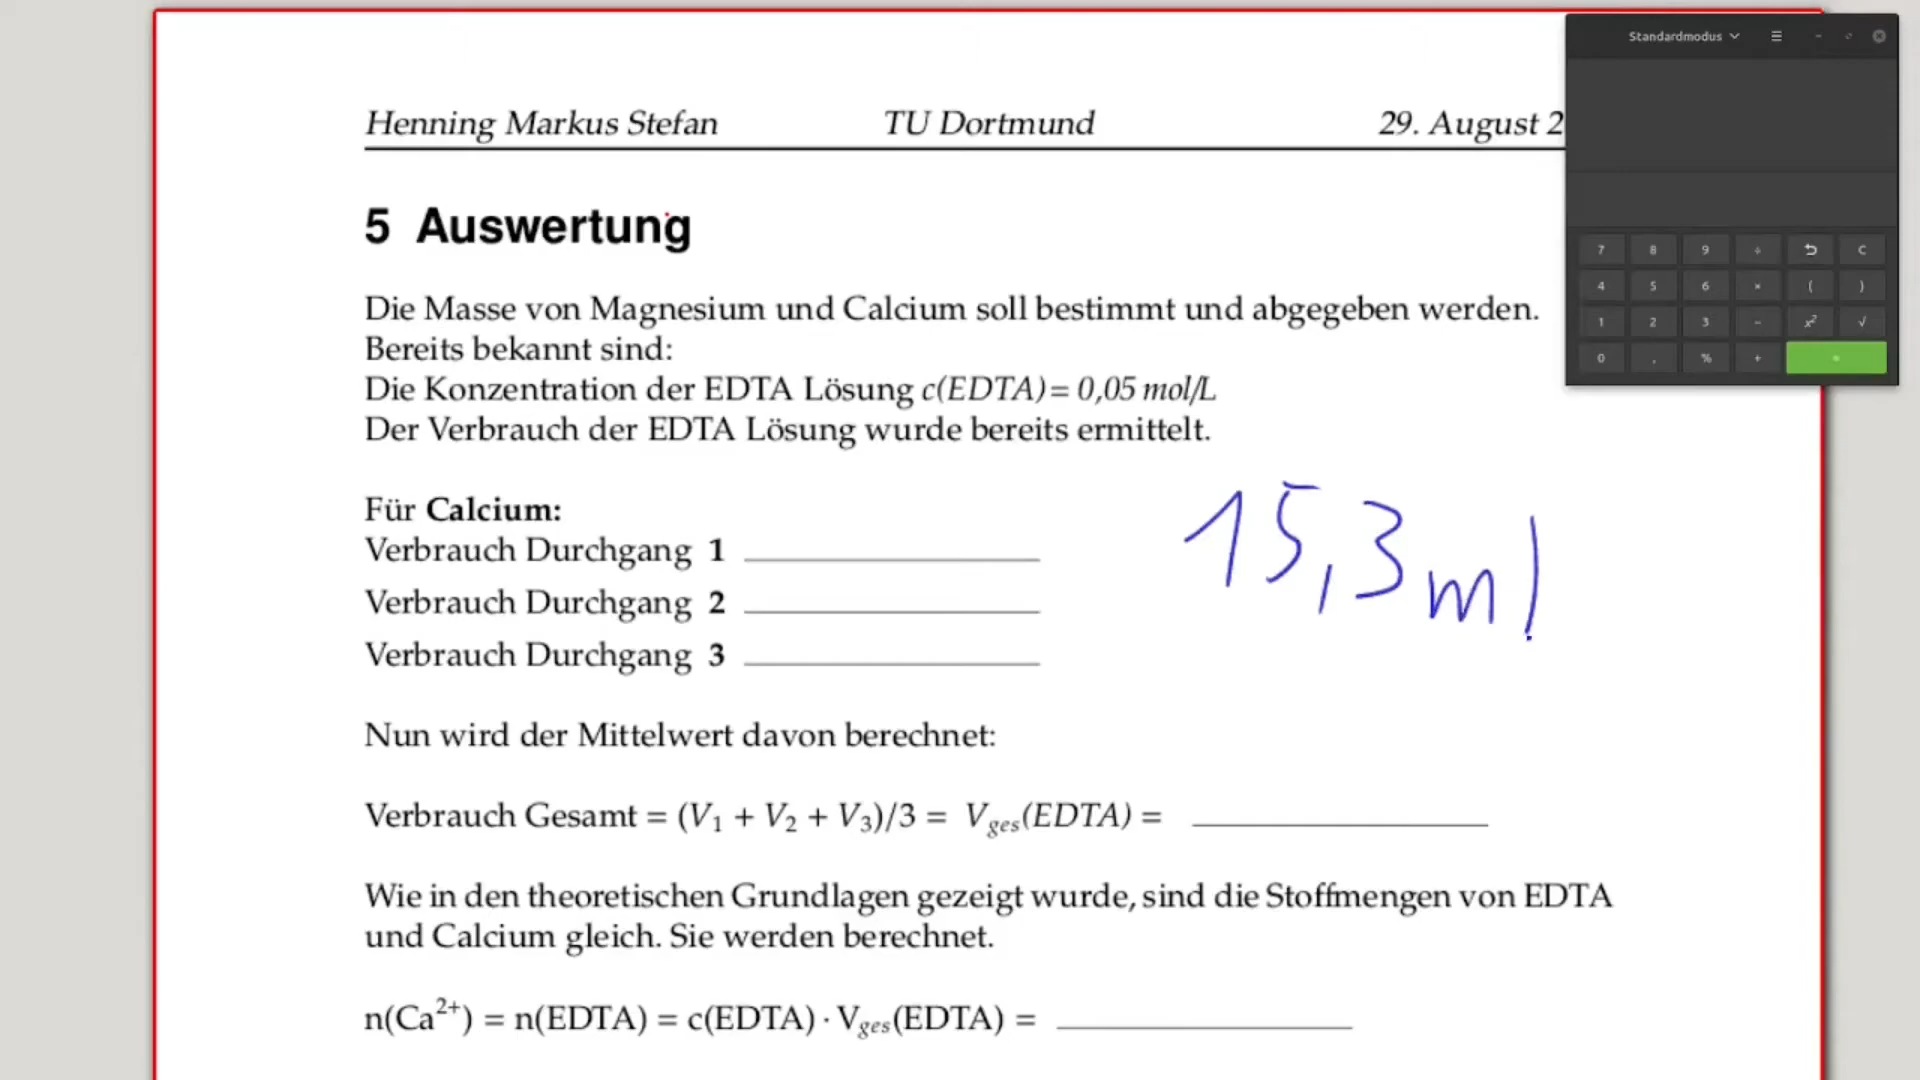 Henning Markus Stefan TU Dortmund 29. August 2
Standardmodus
5 Auswertung
Die Masse von Magnesium und Calcium soll bestimmt und abgegeben werden.
Bereits bekannt sind:
Die Konzentration der EDTA Lösung c(EDTA)= 0,05 mol/L
Der Verbrauch der EDTA Lösung wurde bereits ermittelt.
7 8 9 ÷ C
4 5 6 × ( )
1 2 3 − x² √
0 , % + =
Für Calcium:
Verbrauch Durchgang 1
Verbrauch Durchgang 2
Verbrauch Durchgang 3
15,3 ml
Nun wird der Mittelwert davon berechnet:
Verbrauch Gesamt = (V₁ + V₂ + V₃)/3 = V_ges(EDTA) =
Wie in den theoretischen Grundlagen gezeigt wurde, sind die Stoffmengen von EDTA
und Calcium gleich. Sie werden berechnet.
n(Ca²⁺) = n(EDTA) = c(EDTA) · V_ges(EDTA) =